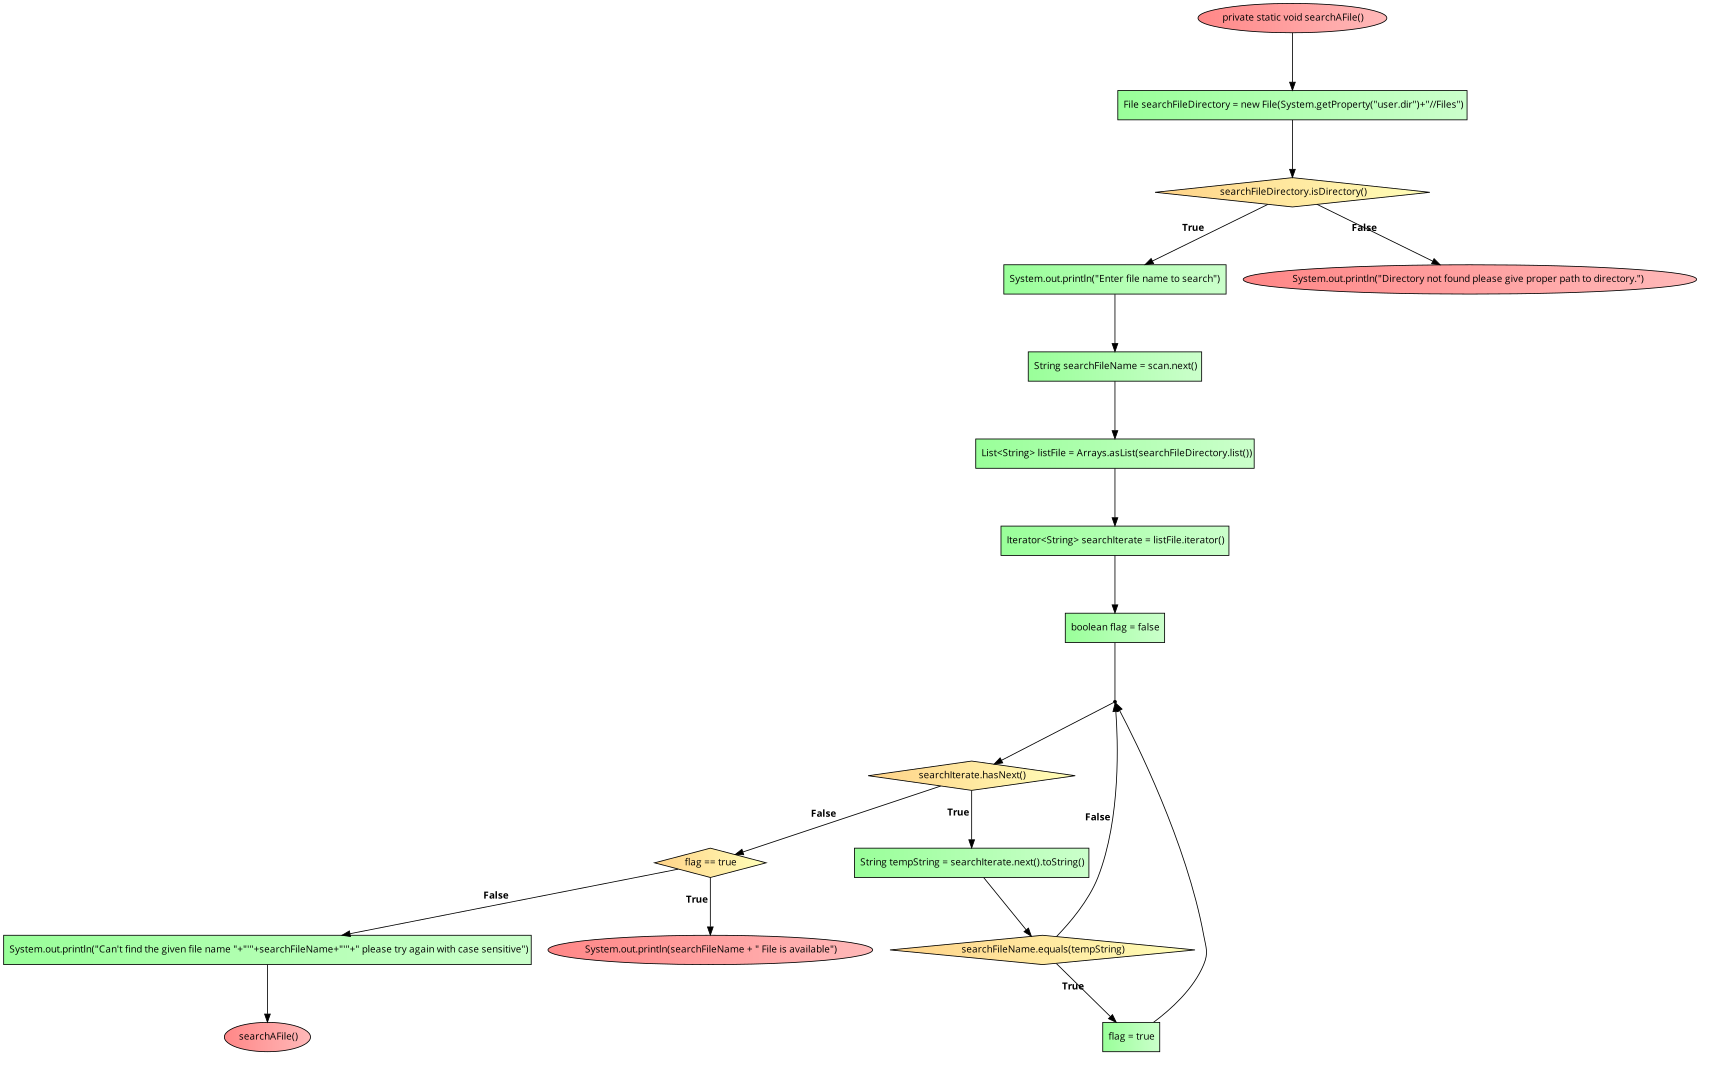 private static void searchAFile()
File searchFileDirectory = new File(System.getProperty("user.dir")+"//Files")
searchFileDirectory.isDirectory()
True
False
System.out.println("Enter file name to search")
System.out.println("Directory not found please give proper path to directory.")
String searchFileName = scan.next()
List<String> listFile = Arrays.asList(searchFileDirectory.list())
Iterator<String> searchIterate = listFile.iterator()
boolean flag = false
searchIterate.hasNext()
False
True
False
flag == true
String tempString = searchIterate.next().toString()
False
True
System.out.println("Can't find the given file name "+"'"+searchFileName+"'"+" please try again with case sensitive")
System.out.println(searchFileName + " File is available")
searchFileName.equals(tempString)
True
searchAFile()
flag = true